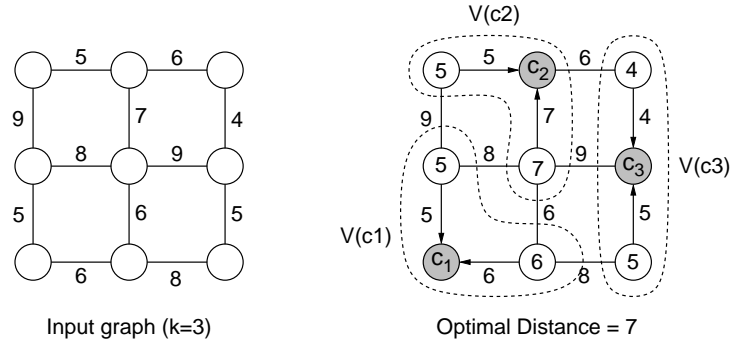 V(c2)
5 6 5 5 c2 6 4
9 7 4 9 7 4
8 9 5 8 7 9 c3 V(c3)
5 6 5 5 6 5
V(c1)
6 8 c1 6 6 8 5
Input graph (k=3) Optimal Distance = 7